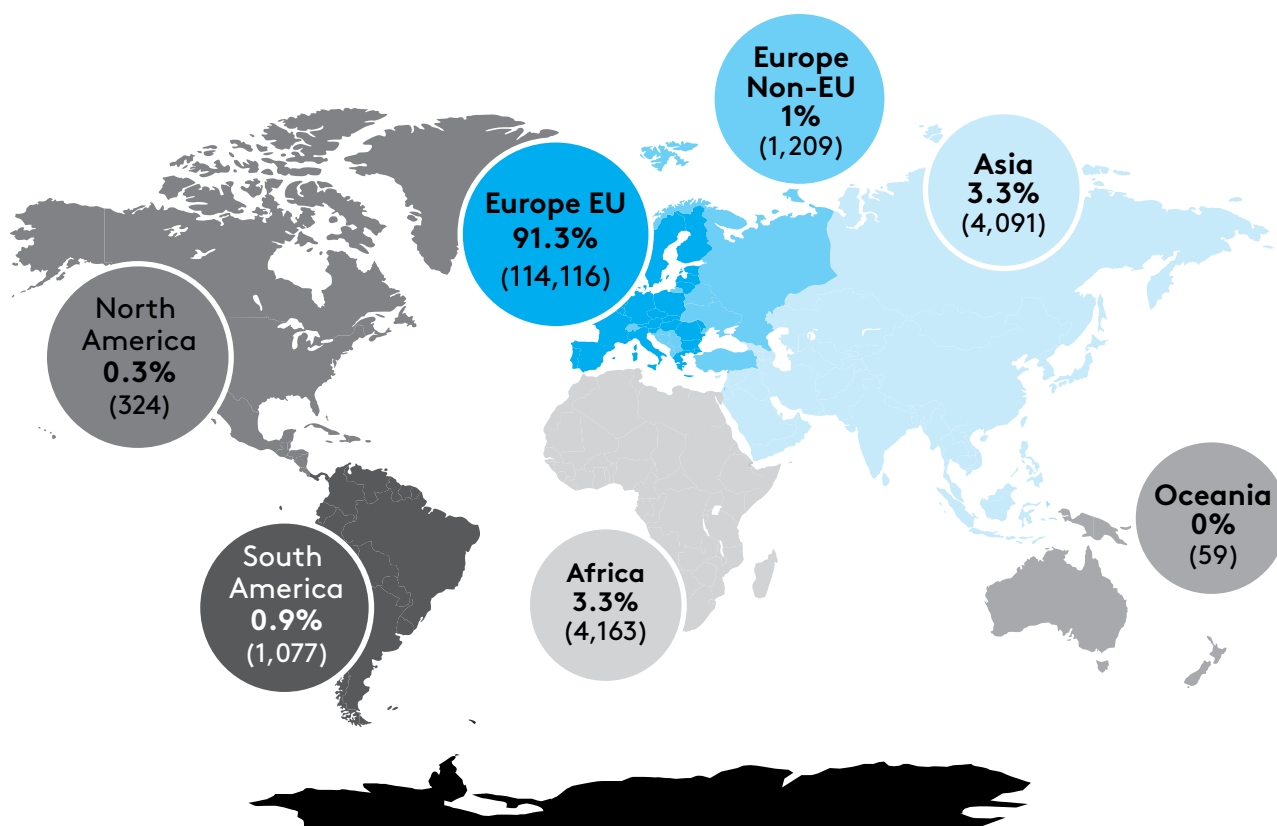 Europe
Non-EU
1%
(1,209)
Asia
3.3%
(4,091)
Europe EU
91.3%
(114,116)
North
America
0.3%
(324)
Oceania
0%
(59)
South
America
0.9%
(1,077)
Africa
3.3%
(4,163)